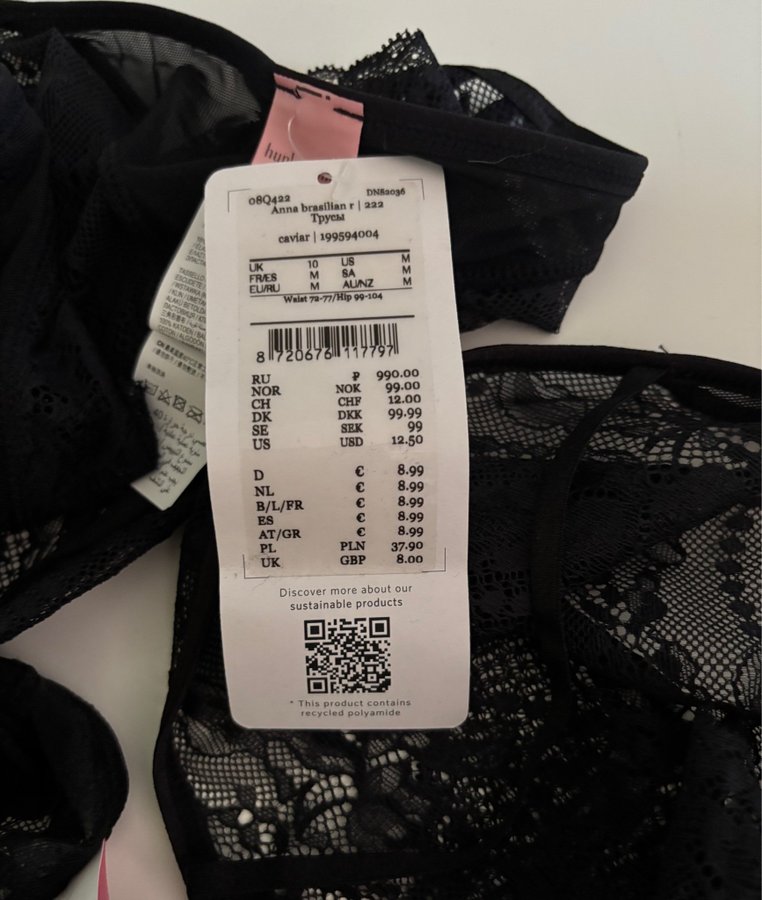 08Q422 DNS2036
Anna brasilian r | 222
Трусы
caviar | 199594004
UK 10 US M
FR/ES M SA M
EU/RU M AU/NZ M
Waist 72-77/Hip 99-104
8 720676 117797
RU ₽ 990.00
NOR NOK 99.00
CH CHF 12.00
DK DKK 99.99
SE SEK 99
US USD 12.50
D € 8.99
NL € 8.99
B/L/FR € 8.99
ES € 8.99
AT/GR € 8.99
PL PLN 37.90
UK GBP 8.00
Discover more about our
sustainable products
* This product contains
recycled polyamide